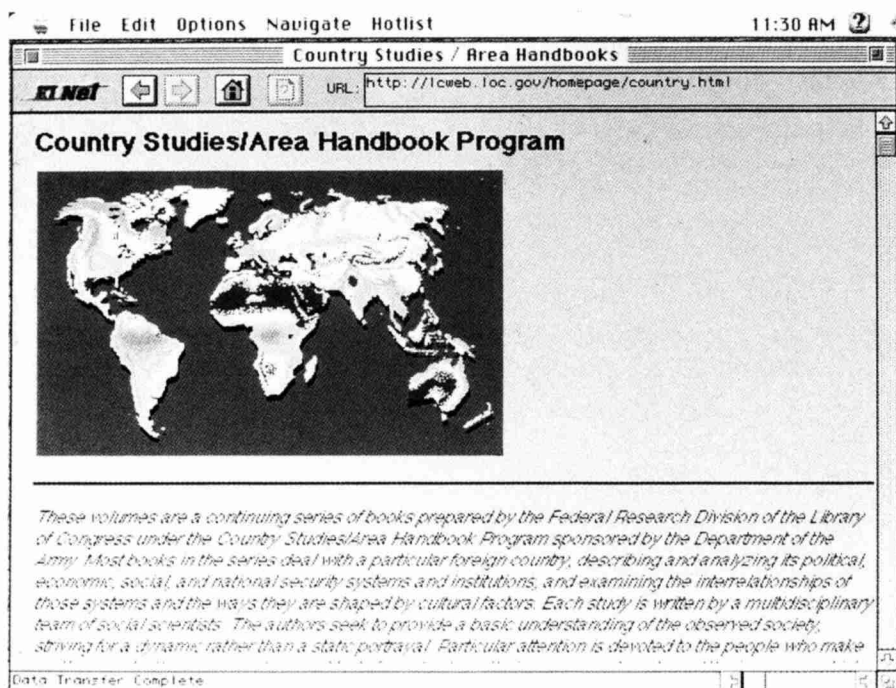 File Edit Options Navigate Hotlist 11:30 AM
Country Studies / Area Handbooks
EINet URL: http://lcweb.loc.gov/homepage/country.html
Country Studies/Area Handbook Program
These volumes are a continuing series of books prepared by the Federal Research Division of the Library
of Congress under the Country Studies/Area Handbook Program sponsored by the Department of the
Army. Most books in the series deal with a particular foreign country, describing and analyzing its political,
economic, social, and national security systems and institutions, and examining the interrelationships of
those systems and the ways they are shaped by cultural factors. Each study is written by a multidisciplinary
team of social scientists. The authors seek to provide a basic understanding of the observed society,
striving for a dynamic rather than a static portrayal. Particular attention is devoted to the people who make
Data Transfer Complete